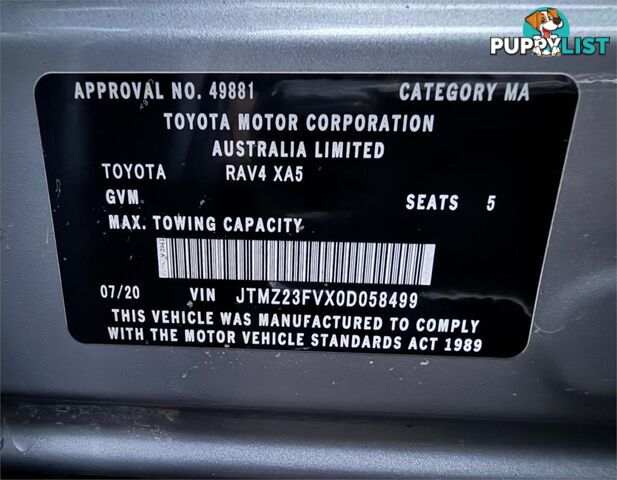 PUPPYLIST
APPROVAL NO. 49881 CATEGORY MA
TOYOTA MOTOR CORPORATION
AUSTRALIA LIMITED
TOYOTA RAV4 XA5
GVM SEATS 5
MAX. TOWING CAPACITY
07/20 VIN JTMZ23FVX0D058499
THIS VEHICLE WAS MANUFACTURED TO COMPLY
WITH THE MOTOR VEHICLE STANDARDS ACT 1989